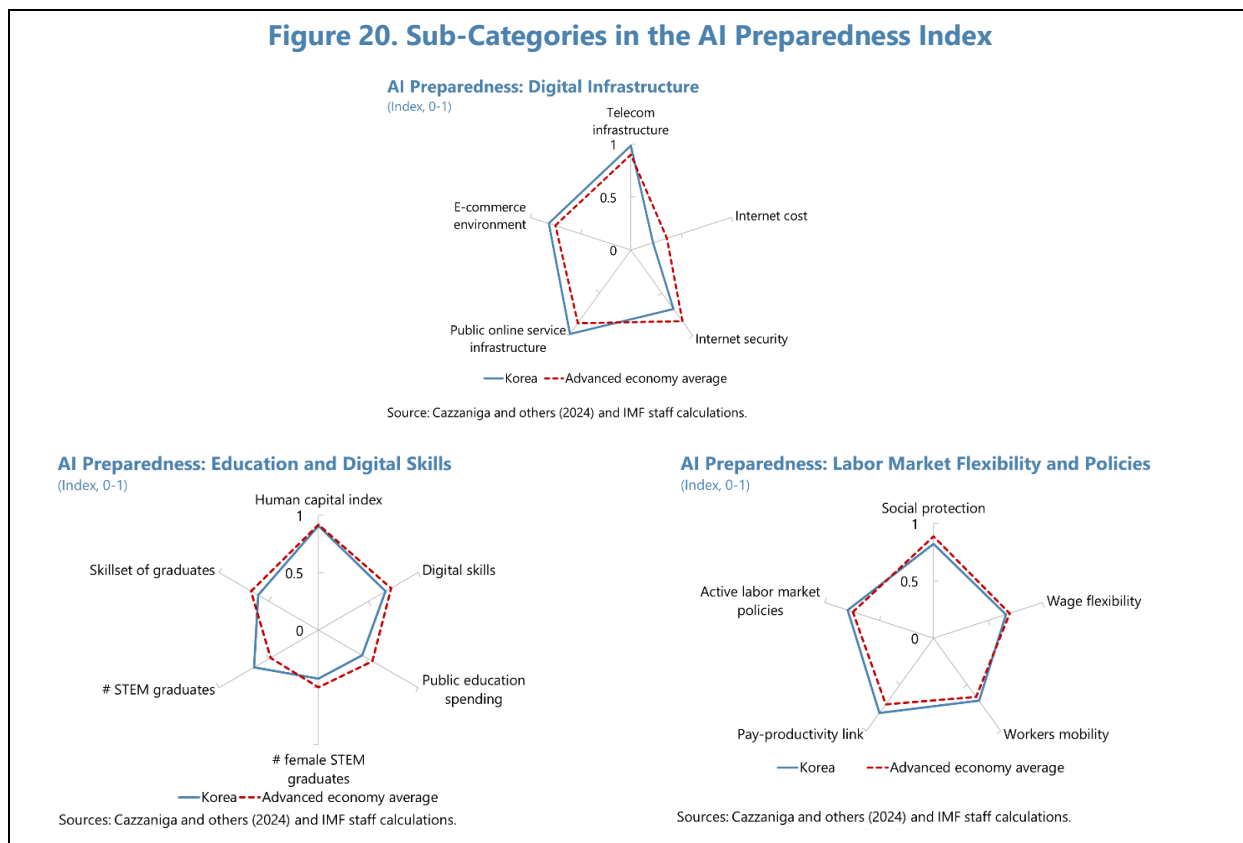 Figure 20. Sub-Categories in the AI Preparedness Index
AI Preparedness: Digital Infrastructure
(Index, 0-1)
Telecom
infrastructure
1
0.5
0
E-commerce
environment
Internet cost
Public online service
infrastructure
Internet security
Korea Advanced economy average
Source: Cazzaniga and others (2024) and IMF staff calculations.
AI Preparedness: Education and Digital Skills
(Index, 0-1)
Human capital index
1
0.5
0
Skillset of graduates
Digital skills
# STEM graduates
Public education
spending
# female STEM
graduates
Korea Advanced economy average
Sources: Cazzaniga and others (2024) and IMF staff calculations.
AI Preparedness: Labor Market Flexibility and Policies
(Index, 0-1)
Social protection
1
0.5
0
Active labor market
policies
Wage flexibility
Pay-productivity link
Workers mobility
Korea Advanced economy average
Sources: Cazzaniga and others (2024) and IMF staff calculations.